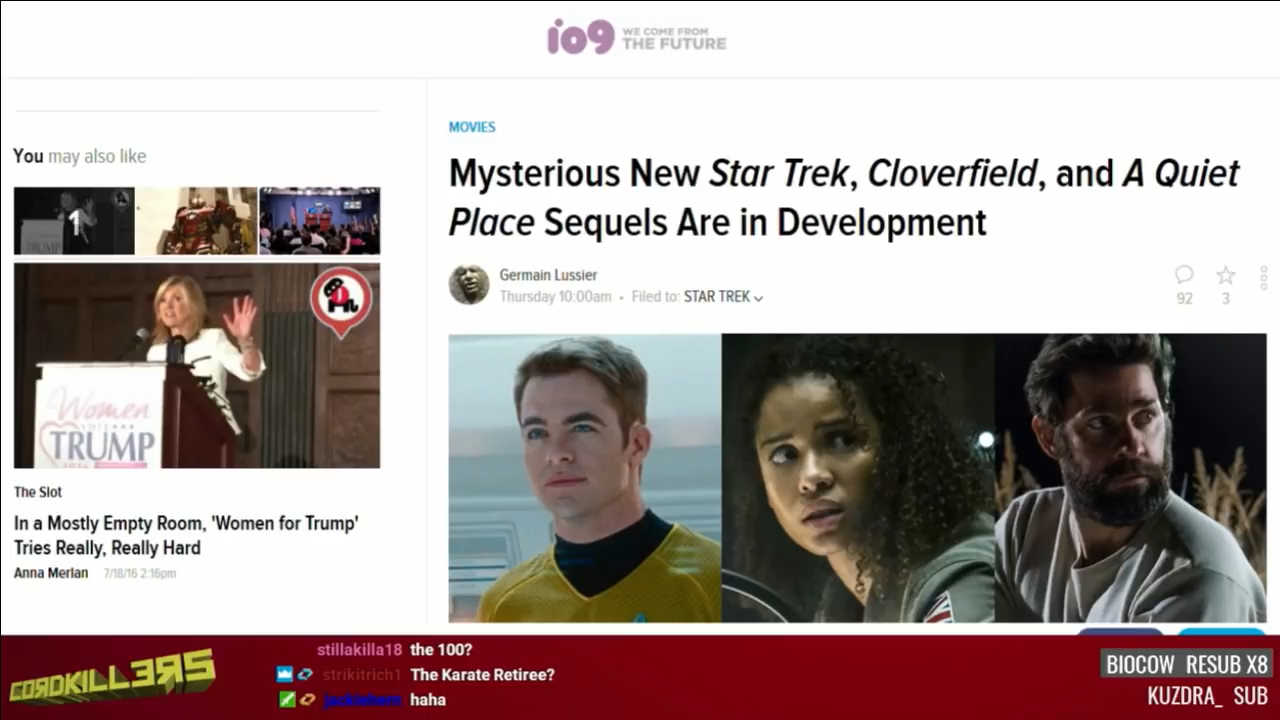 io9 WE COME FROM
THE FUTURE
You may also like
1
TRUMP
Women
TRUMP
The Slot
In a Mostly Empty Room, 'Women for Trump'
Tries Really, Really Hard
Anna Merlan 7/18/16 2:16pm
MOVIES
Mysterious New Star Trek, Cloverfield, and A Quiet
Place Sequels Are in Development
Germain Lussier
Thursday 10:00am • Filed to: STAR TREK
92 3
CORDKILLERS
stillakilla18 the 100?
strikitrich1 The Karate Retiree?
haha
BIOCOW RESUB X8
KUZDRA_ SUB